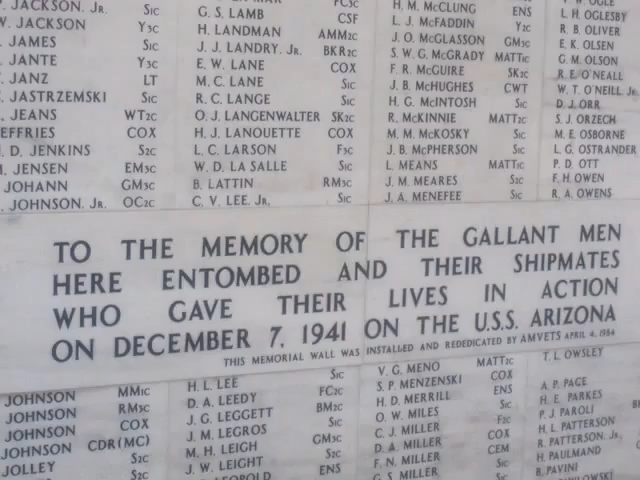 W. JACKSON Y3C
. JAMES S1C
. JANTE Y3C
. JANZ LT
. JASTRZEMSKI S1C
. JEANS WT2C
JEFFRIES COX
. D. JENKINS S2C
. JENSEN EM3C
JOHANN GM3C
. JOHNSON, JR. OC2C
G. S. LAMB CSF
H. LANDMAN AMM2C
J. J. LANDRY, JR. BKR2C
E. W. LANE COX
M. C. LANE S1C
R. C. LANGE S1C
O. J. LANGENWALTER SK2C
H. J. LANOUETTE COX
L. C. LARSON F3C
W. D. LA SALLE S1C
B. LATTIN RM3C
C. V. LEE, JR. S1C
H. M. McCLUNG ENS
L. J. McFADDIN Y2C
J. O. McGLASSON GM3C
S. W. G. McGRADY MATT1C
F. R. McGUIRE SK2C
J. B. McHUGHES CWT
H. G. McINTOSH S1C
R. McKINNIE MATT2C
M. M. McKOSKY S1C
J. B. McPHERSON S1C
L. MEANS MATT1C
J. M. MEARES S2C
J. A. MENEFEE S1C
L. H. OGLESBY
R. B. OLIVER
E. K. OLSEN
G. M. OLSON
R. E. O'NEALL
W. T. O'NEILL, JR.
D. J. ORR
S. J. ORZECH
M. E. OSBORNE
L. G. OSTRANDER
P. D. OTT
F. H. OWEN
R. A. OWENS
TO THE MEMORY OF THE GALLANT MEN
HERE ENTOMBED AND THEIR SHIPMATES
WHO GAVE THEIR LIVES IN ACTION
ON DECEMBER 7, 1941 ON THE U.S.S. ARIZONA
THIS MEMORIAL WALL WAS INSTALLED AND REDEDICATED BY AMVETS APRIL 4, 1984
JOHNSON MM1C
JOHNSON RM3C
JOHNSON COX
JOHNSON CDR(MC)
JOLLEY S2C
H. L. LEE S1C
D. A. LEEDY FC2C
J. G. LEGGETT BM2C
J. M. LEGROS S1C
M. H. LEIGH GM3C
J. W. LEIGHT S2C
LEOPOLD ENS
V. G. MENO MATT2C
S. P. MENZENSKI COX
H. D. MERRILL ENS
O. W. MILES S1C
C. J. MILLER F2C
D. A. MILLER COX
F. N. MILLER CEM
G. S. MILLER S1C
T. L. OWSLEY
A. P. PACE
H. E. PARKES
P. J. PAROLI
H. L. PATTERSON
R. PATTERSON, JR.
H. PAULMAND
B. PAVINI